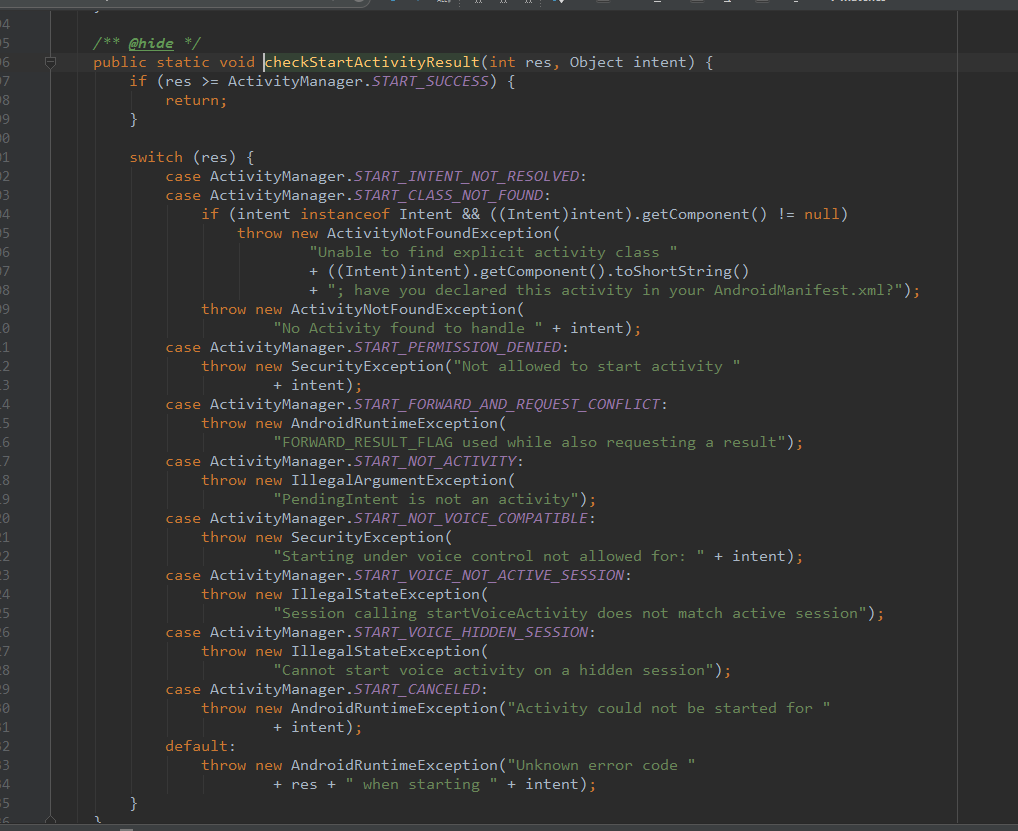 /** @hide */
public static void checkStartActivityResult(int res, Object intent) {
if (res >= ActivityManager.START_SUCCESS) {
return;
}
switch (res) {
case ActivityManager.START_INTENT_NOT_RESOLVED:
case ActivityManager.START_CLASS_NOT_FOUND:
if (intent instanceof Intent && ((Intent)intent).getComponent() != null)
throw new ActivityNotFoundException(
"Unable to find explicit activity class "
+ ((Intent)intent).getComponent().toShortString()
+ "; have you declared this activity in your AndroidManifest.xml?");
throw new ActivityNotFoundException(
"No Activity found to handle " + intent);
case ActivityManager.START_PERMISSION_DENIED:
throw new SecurityException("Not allowed to start activity "
+ intent);
case ActivityManager.START_FORWARD_AND_REQUEST_CONFLICT:
throw new AndroidRuntimeException(
"FORWARD_RESULT_FLAG used while also requesting a result");
case ActivityManager.START_NOT_ACTIVITY:
throw new IllegalArgumentException(
"PendingIntent is not an activity");
case ActivityManager.START_NOT_VOICE_COMPATIBLE:
throw new SecurityException(
"Starting under voice control not allowed for: " + intent);
case ActivityManager.START_VOICE_NOT_ACTIVE_SESSION:
throw new IllegalStateException(
"Session calling startVoiceActivity does not match active session");
case ActivityManager.START_VOICE_HIDDEN_SESSION:
throw new IllegalStateException(
"Cannot start voice activity on a hidden session");
case ActivityManager.START_CANCELED:
throw new AndroidRuntimeException("Activity could not be started for "
+ intent);
default:
throw new AndroidRuntimeException("Unknown error code "
+ res + " when starting " + intent);
}
}